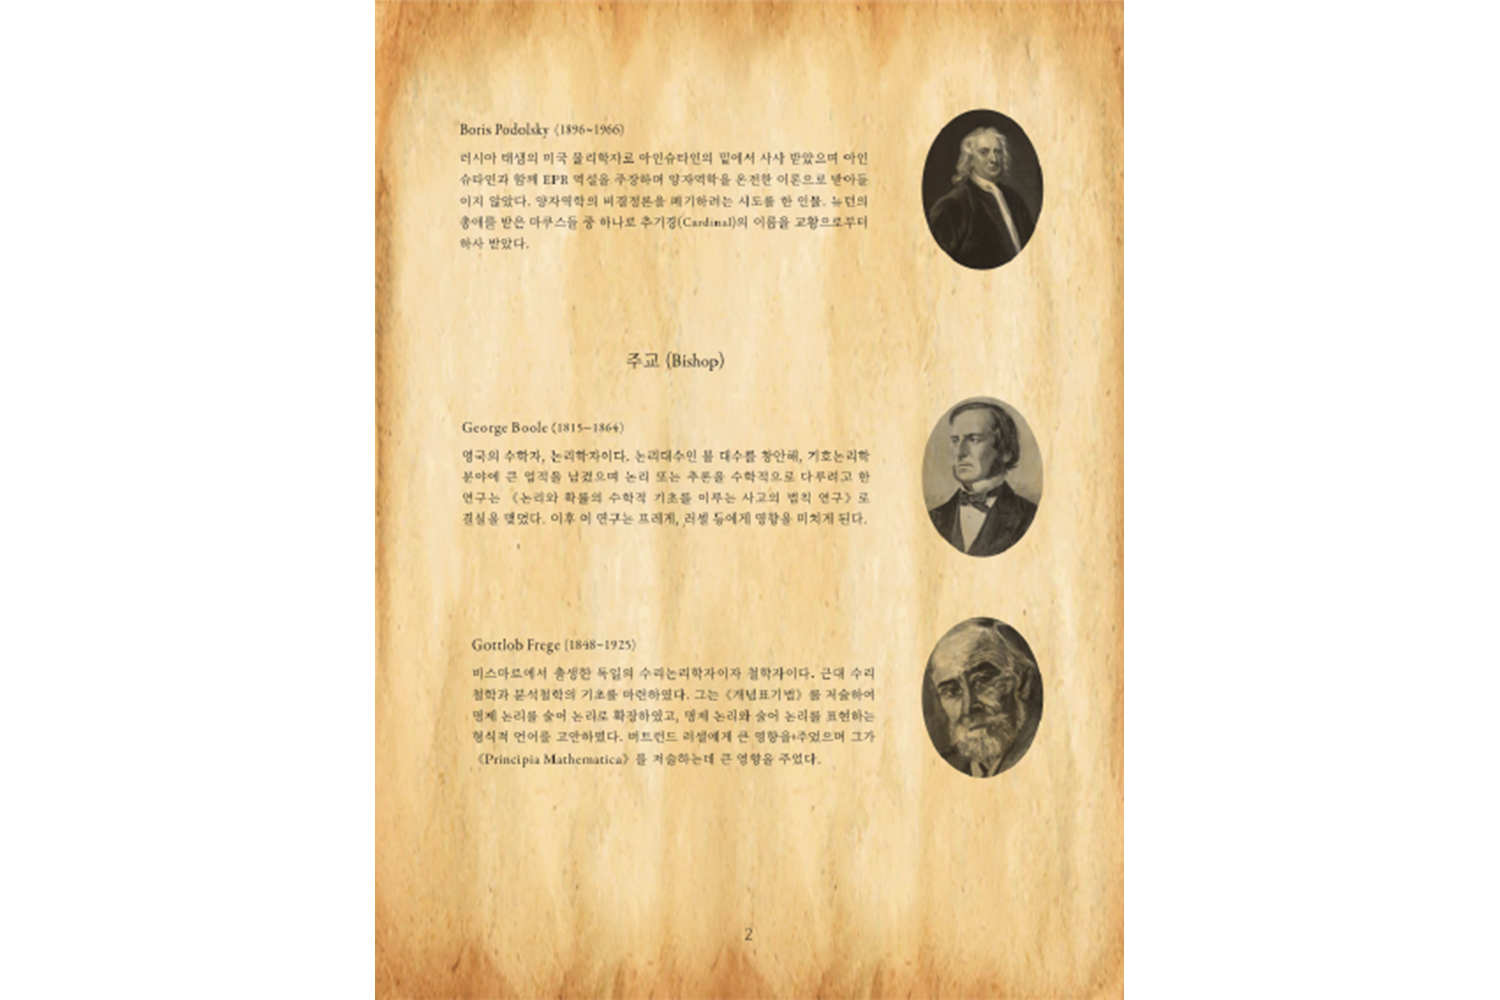 Boris Podolsky (1896~1966)
러시아 태생의 미국 물리학자로 아인슈타인의 밑에서 사사 받았으며 아인
슈타인과 함께 EPR 역설을 주장하며 양자역학을 온전한 이론으로 받아들
이지 않았다. 양자역학의 비결정론을 폐기하려는 시도를 한 인물. 뉴턴의
총애를 받은 마쿠스들 중 하나로 추기경(Cardinal)의 이름을 교황으로부터
하사 받았다.
주교 (Bishop)
George Boole (1815–1864)
영국의 수학자, 논리학자이다. 논리대수인 불 대수를 창안해, 기호논리학
분야에 큰 업적을 남겼으며 논리 또는 추론을 수학적으로 다루려고 한
연구는 《논리와 확률의 수학적 기초를 이루는 사고의 법칙 연구》로
결실을 맺었다. 이후 이 연구는 프레게, 러셀 등에게 영향을 미치게 된다.
Gottlob Frege (1848~1925)
비스마르에서 출생한 독일의 수리논리학자이자 철학자이다. 근대 수리
철학과 분석철학의 기초를 마련하였다. 그는 《개념표기법》를 저술하여
명제 논리를 술어 논리로 확장하였고, 명제 논리와 술어 논리를 표현하는
형식적 언어를 고안하였다. 버트런드 러셀에게 큰 영향을 주었으며 그가
《Principia Mathematica》를 저술하는데 큰 영향을 주었다.
2